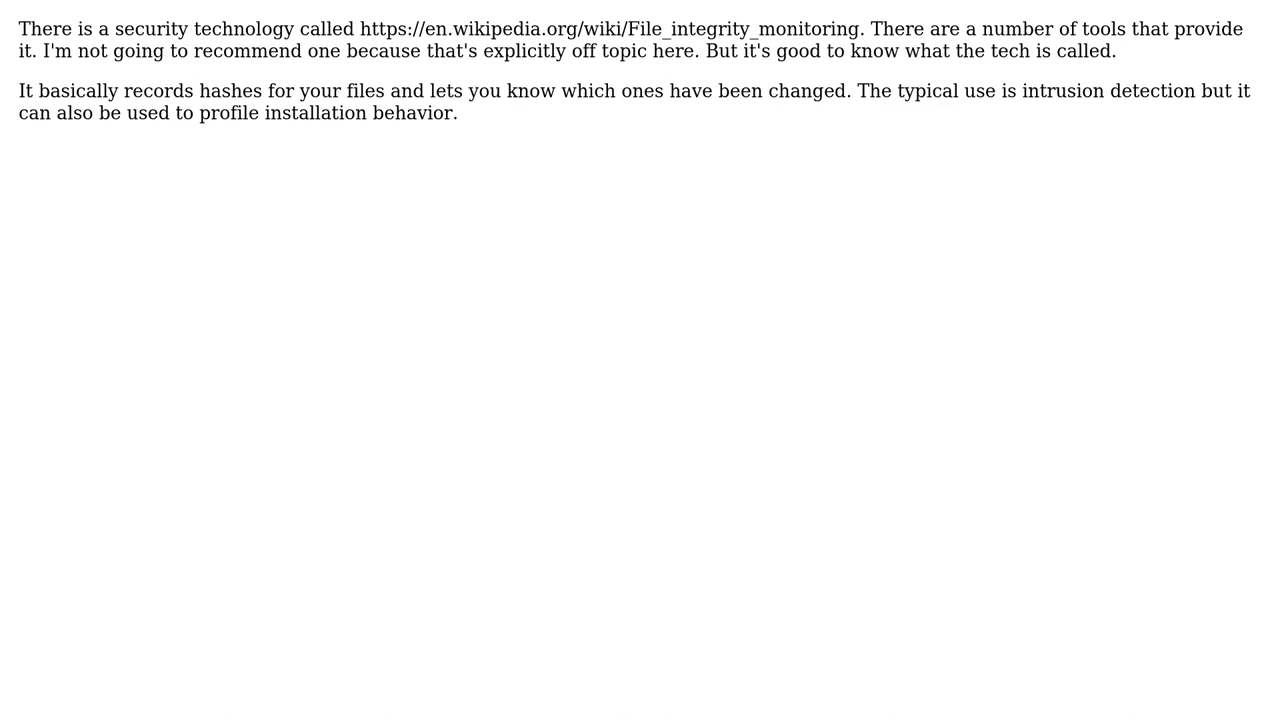 There is a security technology called https://en.wikipedia.org/wiki/File_integrity_monitoring. There are a number of tools that provide
it. I'm not going to recommend one because that's explicitly off topic here. But it's good to know what the tech is called.
It basically records hashes for your files and lets you know which ones have been changed. The typical use is intrusion detection but it
can also be used to profile installation behavior.